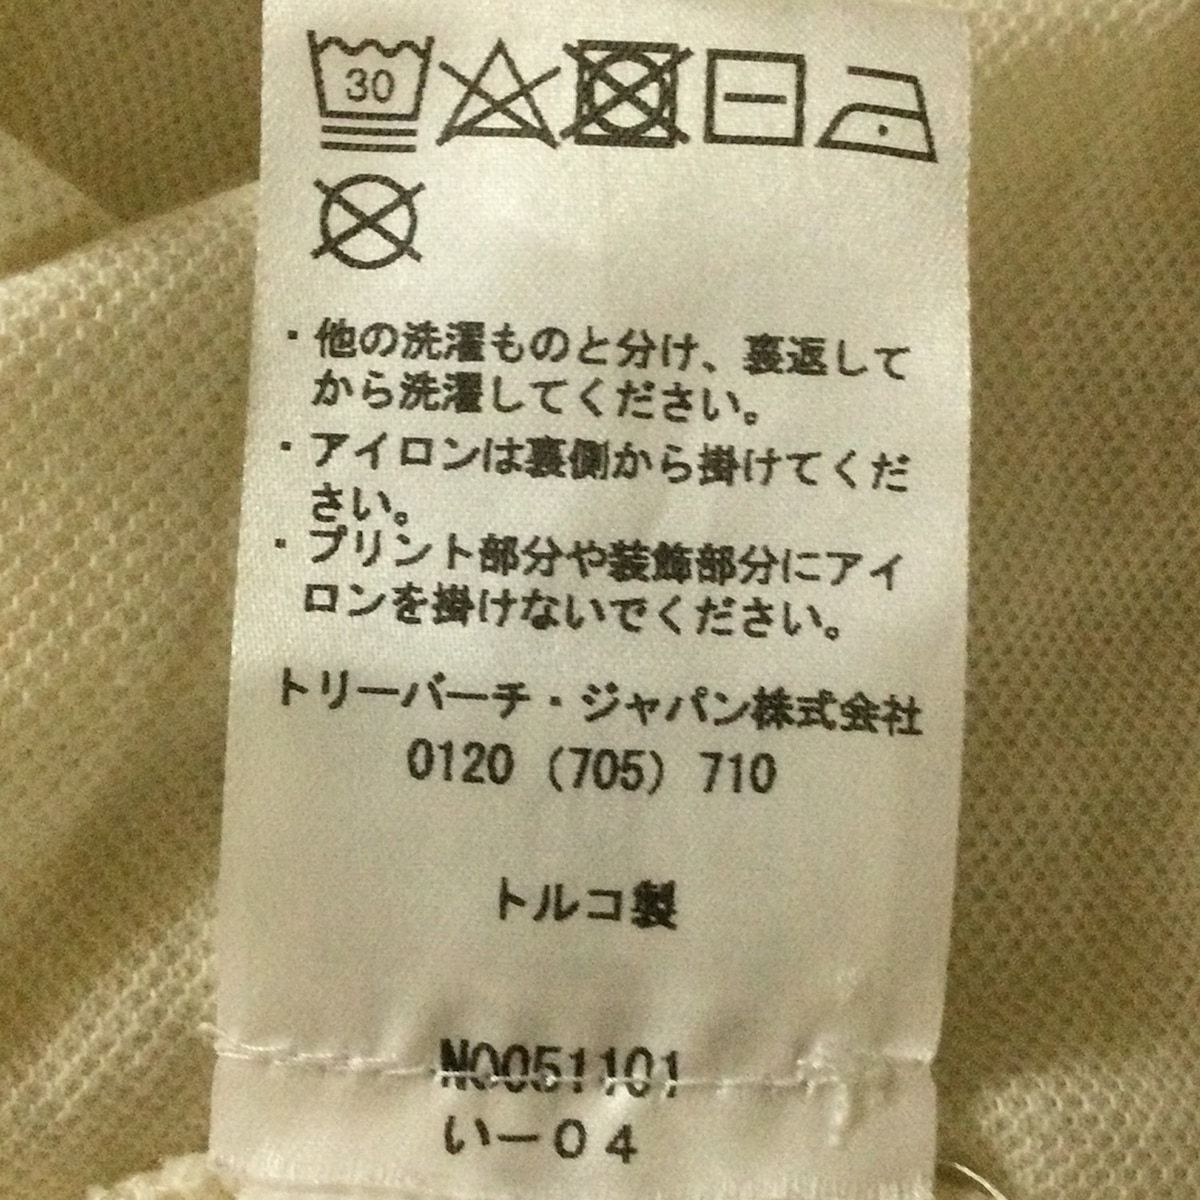 30
・他の洗濯ものと分け、裏返して
から洗濯してください。
・アイロンは裏側から掛けてくだ
さい。
・プリント部分や装飾部分にアイ
ロンを掛けないでください。
トリーバーチ・ジャパン株式会社
0120 (705) 710
トルコ製
NO051101
い－０４